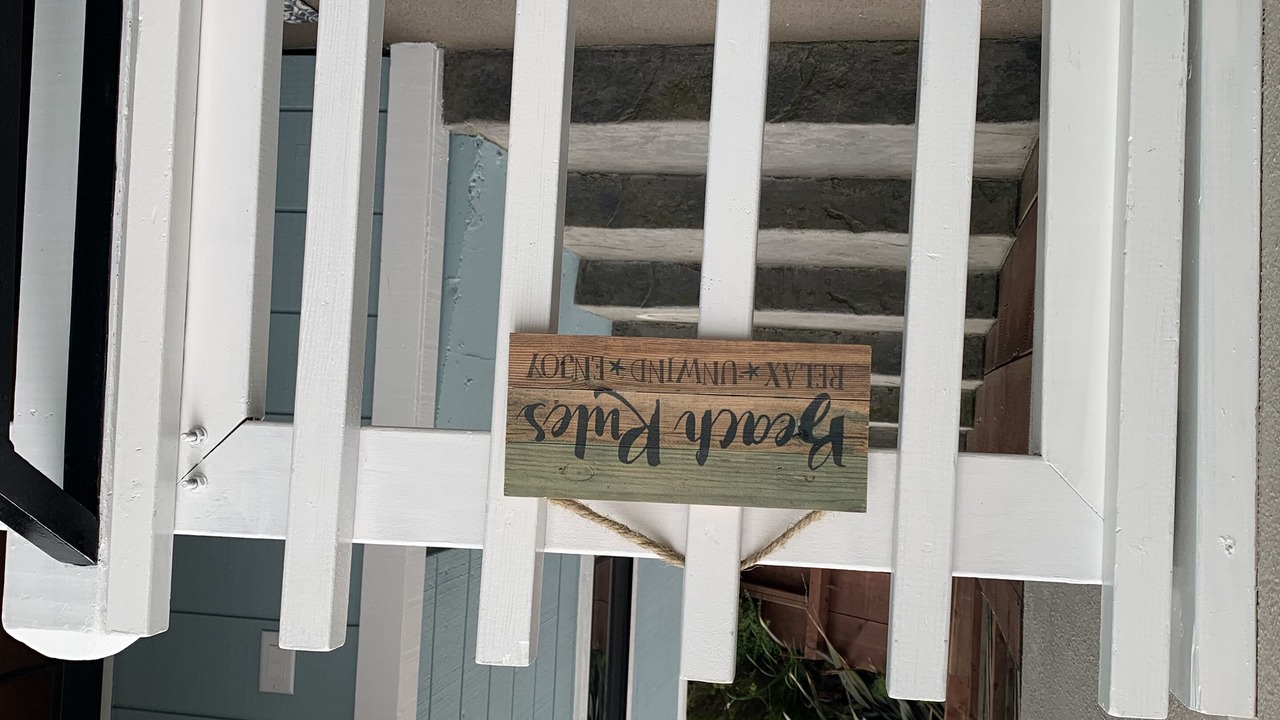 Beach Rules
RELAX ★ UNWIND ★ ENJOY